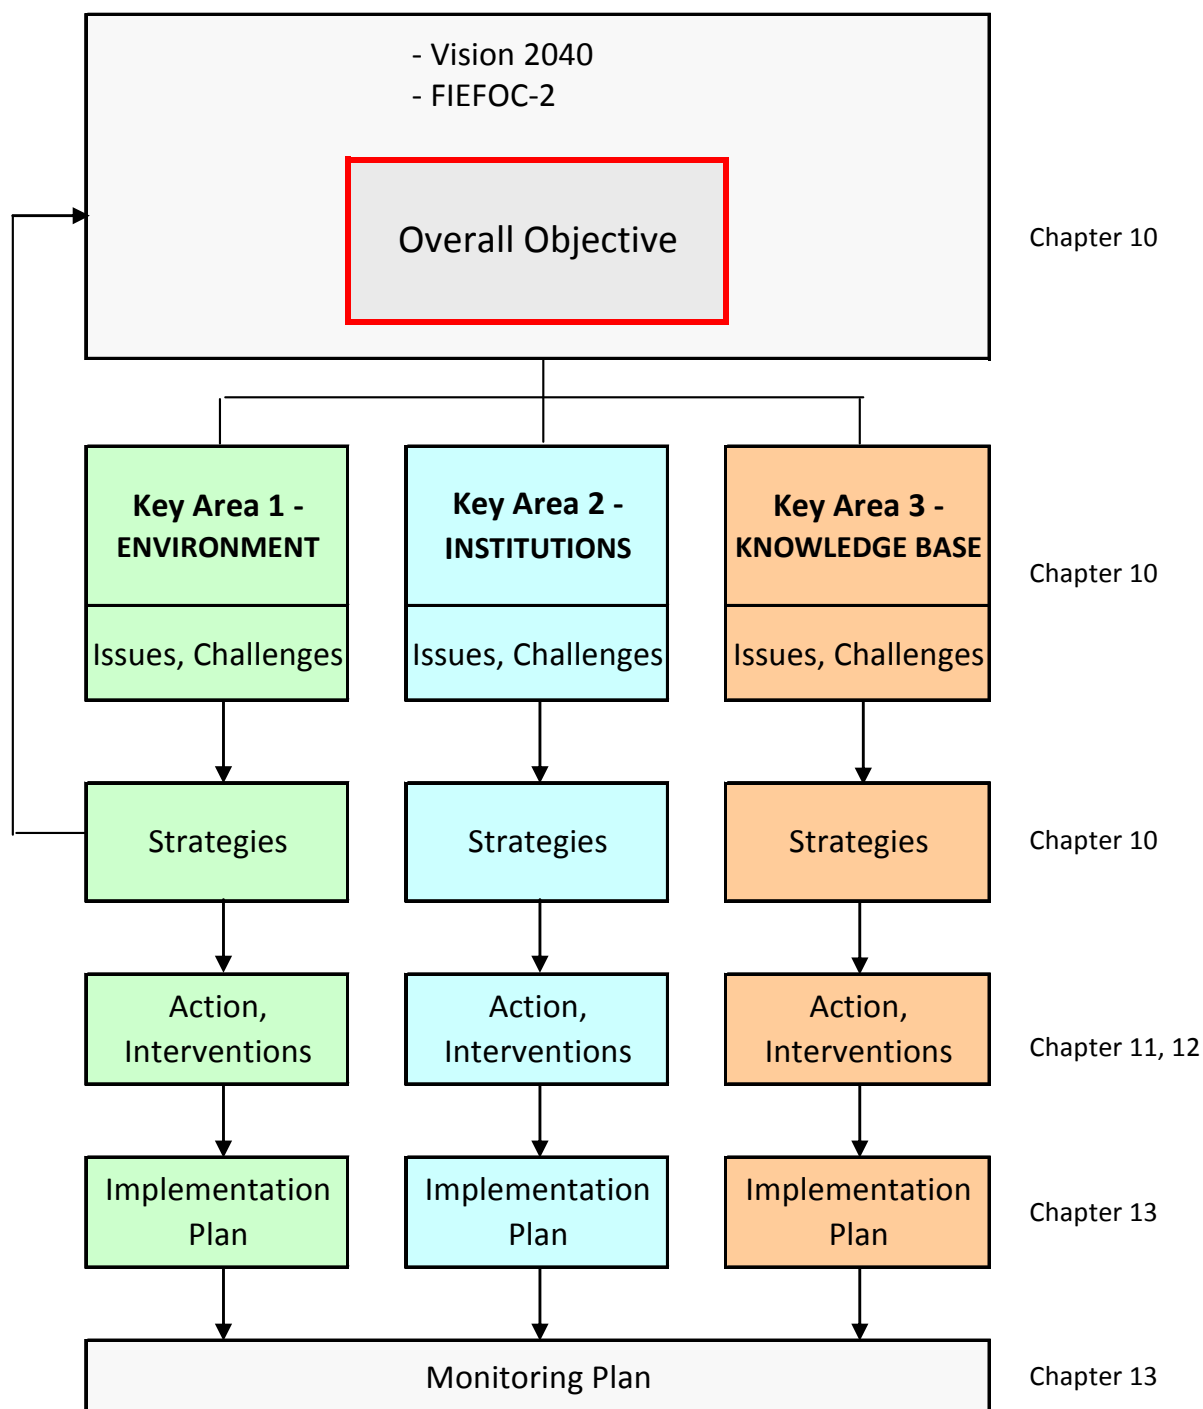 - Vision 2040
- FIEFOC-2
Overall Objective
Chapter 10
Key Area 1 -
ENVIRONMENT
Key Area 2 -
INSTITUTIONS
Key Area 3 -
KNOWLEDGE BASE
Chapter 10
Issues, Challenges
Issues, Challenges
Issues, Challenges
Strategies
Strategies
Strategies
Chapter 10
Action,
Interventions
Action,
Interventions
Action,
Interventions
Chapter 11, 12
Implementation
Plan
Implementation
Plan
Implementation
Plan
Chapter 13
Monitoring Plan
Chapter 13